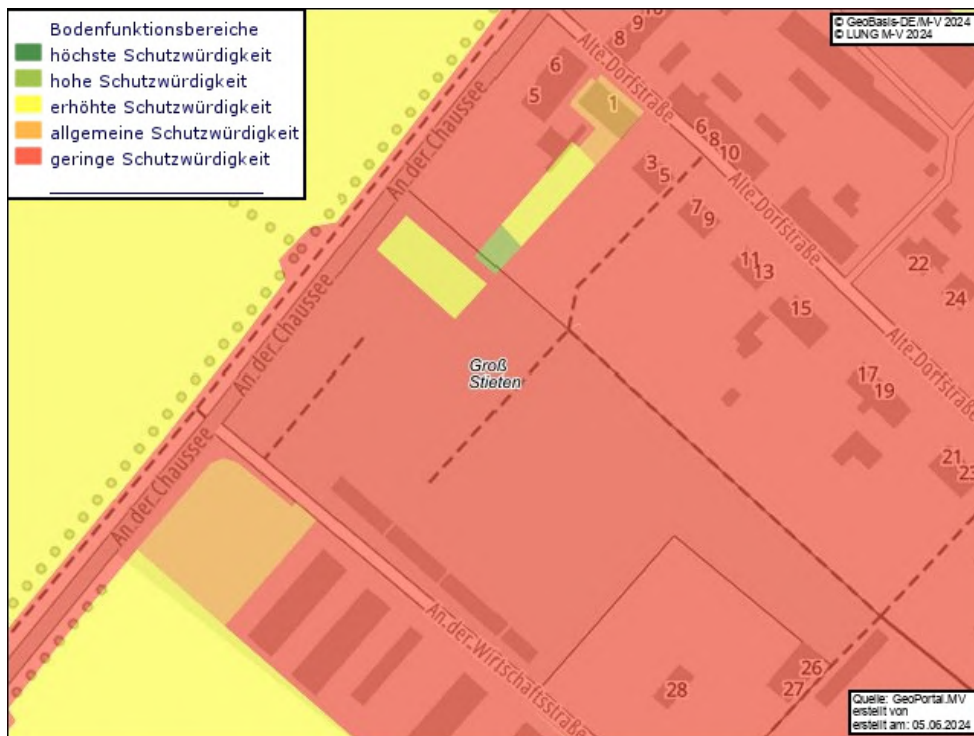 Bodenfunktionsbereiche
höchste Schutzwürdigkeit
hohe Schutzwürdigkeit
erhöhte Schutzwürdigkeit
allgemeine Schutzwürdigkeit
geringe Schutzwürdigkeit
© GeoBasis-DE/M-V 2024
© LUNG M-V 2024
10
9
8
Alte Dorfstraße
6
5
1
An der Chaussee
6
8
10
3
5
Alte Dorfstraße
7
9
11
13
22
24
15
An der Chaussee
Alte Dorfstraße
Groß
Stieten
17
19
An der Chaussee
21
23
An der Wirtschaftsstraße
26
27
28
Quelle: GeoPortal.MV
erstellt von
erstellt am: 05.06.2024